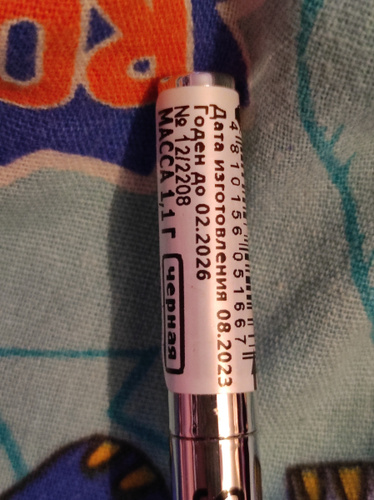 4 810156 051667
Дата изготовления 08.2023
Годен до 02.2026
№ 12/2208
МАССА 1,1 г
черная